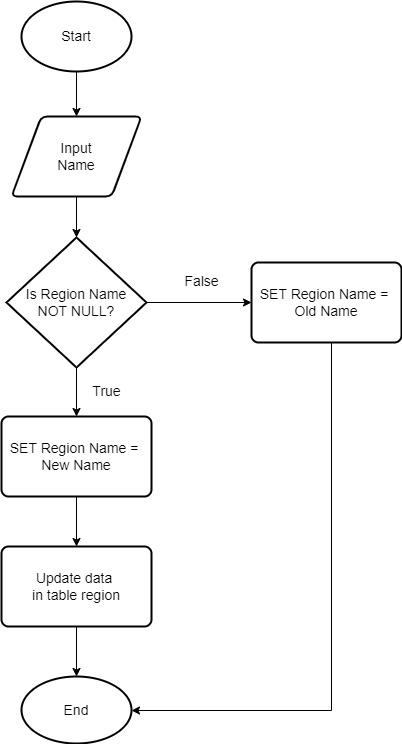 Start
Input
Name
Is Region Name
NOT NULL?
False
SET Region Name =
Old Name
True
SET Region Name =
New Name
Update data
in table region
End